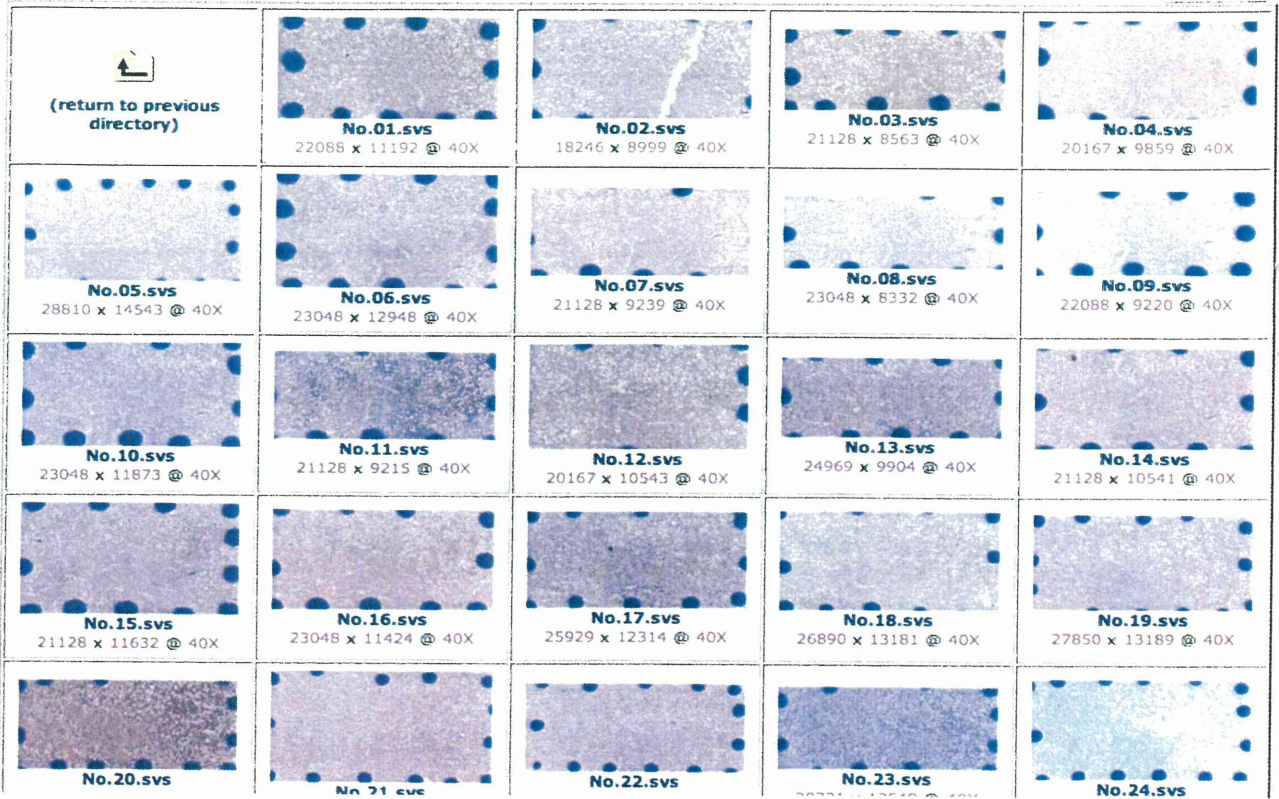 (return to previous
directory)
No.01.svs
22088 x 11192 @ 40X
No.02.svs
18246 x 8999 @ 40X
No.03.svs
21128 x 8563 @ 40X
No.04.svs
20167 x 9859 @ 40X
No.05.svs
28810 x 14543 @ 40X
No.06.svs
23048 x 12948 @ 40X
No.07.svs
21128 x 9239 @ 40X
No.08.svs
23048 x 8332 @ 40X
No.09.svs
22088 x 9220 @ 40X
No.10.svs
23048 x 11873 @ 40X
No.11.svs
21128 x 9215 @ 40X
No.12.svs
20167 x 10543 @ 40X
No.13.svs
24969 x 9904 @ 40X
No.14.svs
21128 x 10541 @ 40X
No.15.svs
21128 x 11632 @ 40X
No.16.svs
23048 x 11424 @ 40X
No.17.svs
25929 x 12314 @ 40X
No.18.svs
26890 x 13181 @ 40X
No.19.svs
27850 x 13189 @ 40X
No.20.svs
No.21.svs
No.22.svs
No.23.svs
No.24.svs